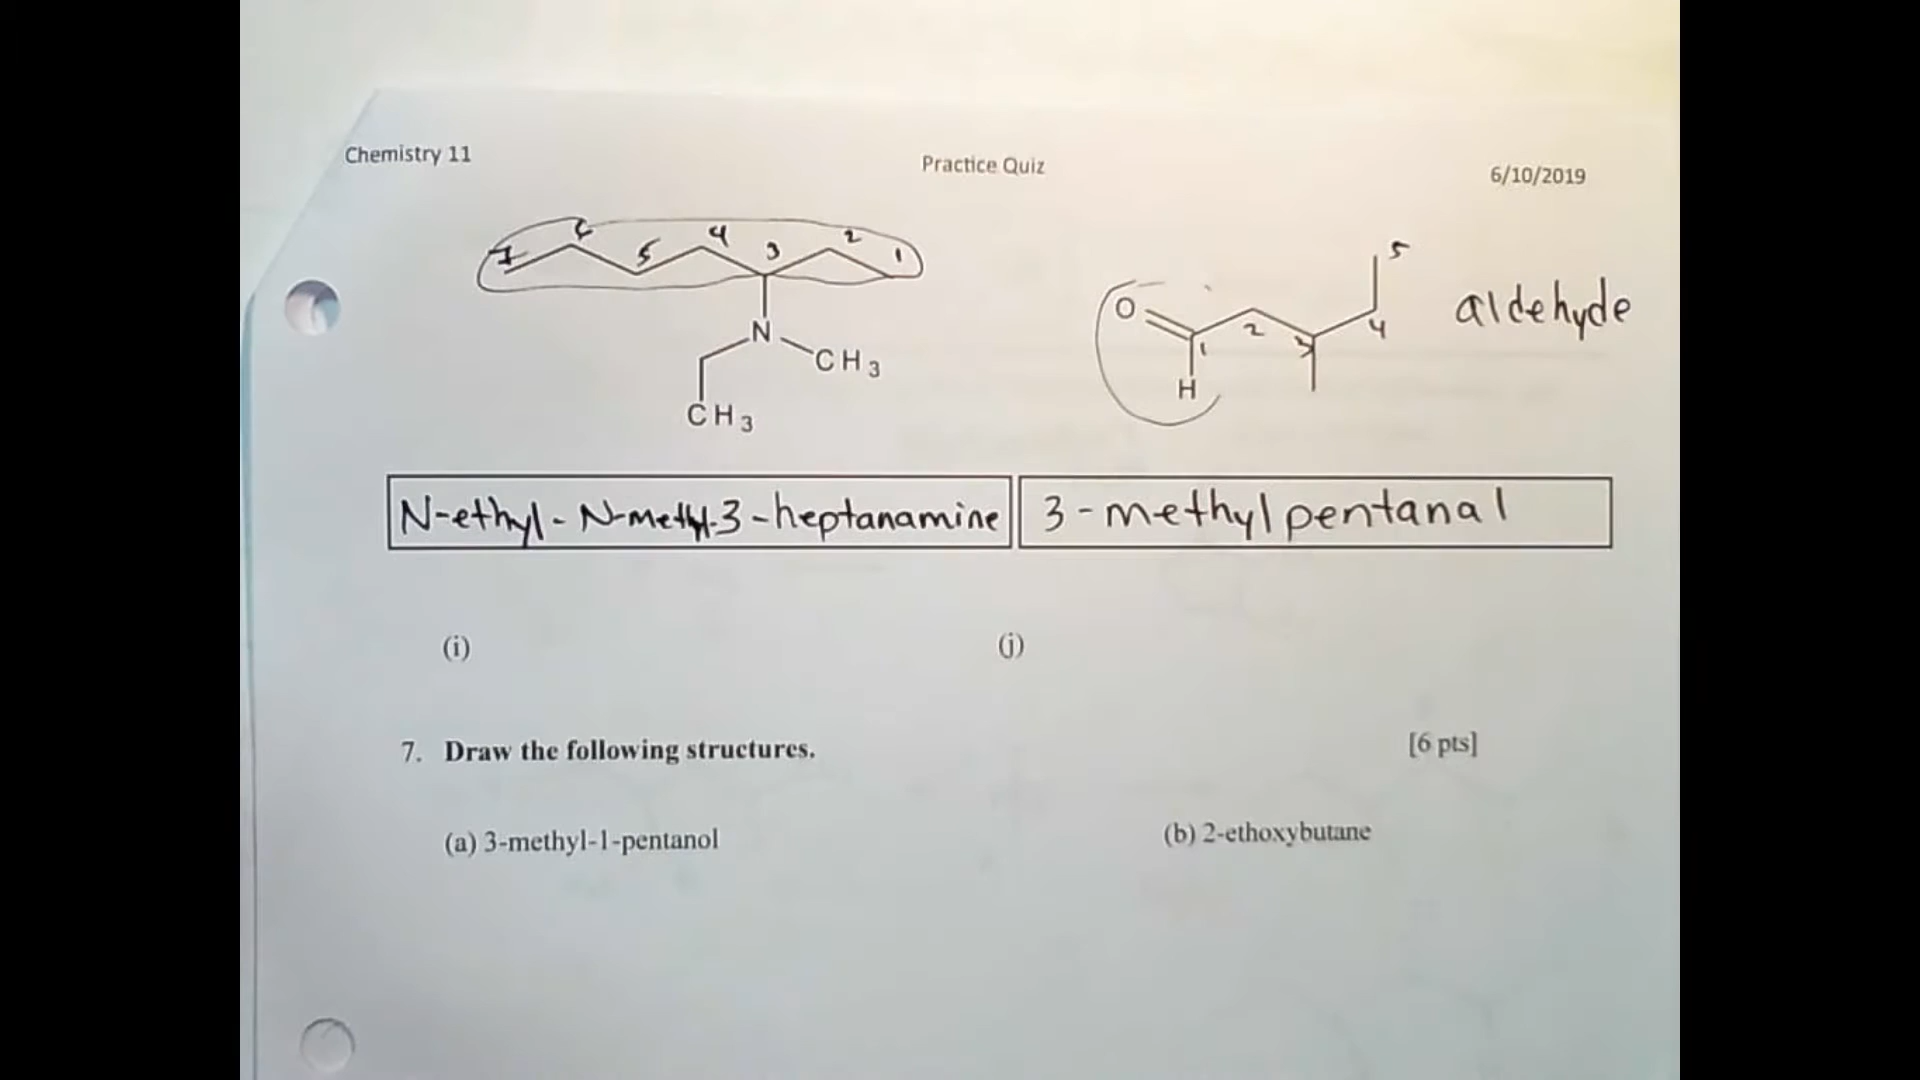 Chemistry 11 Practice Quiz 6/10/2019
7 6 5 4 3 2 1
N
CH3
CH3
O
H
1 2 3 4 5
aldehyde
N-ethyl-N-methyl-3-heptanamine
3-methylpentanal
(i) (j)
7. Draw the following structures. [6 pts]
(a) 3-methyl-1-pentanol (b) 2-ethoxybutane